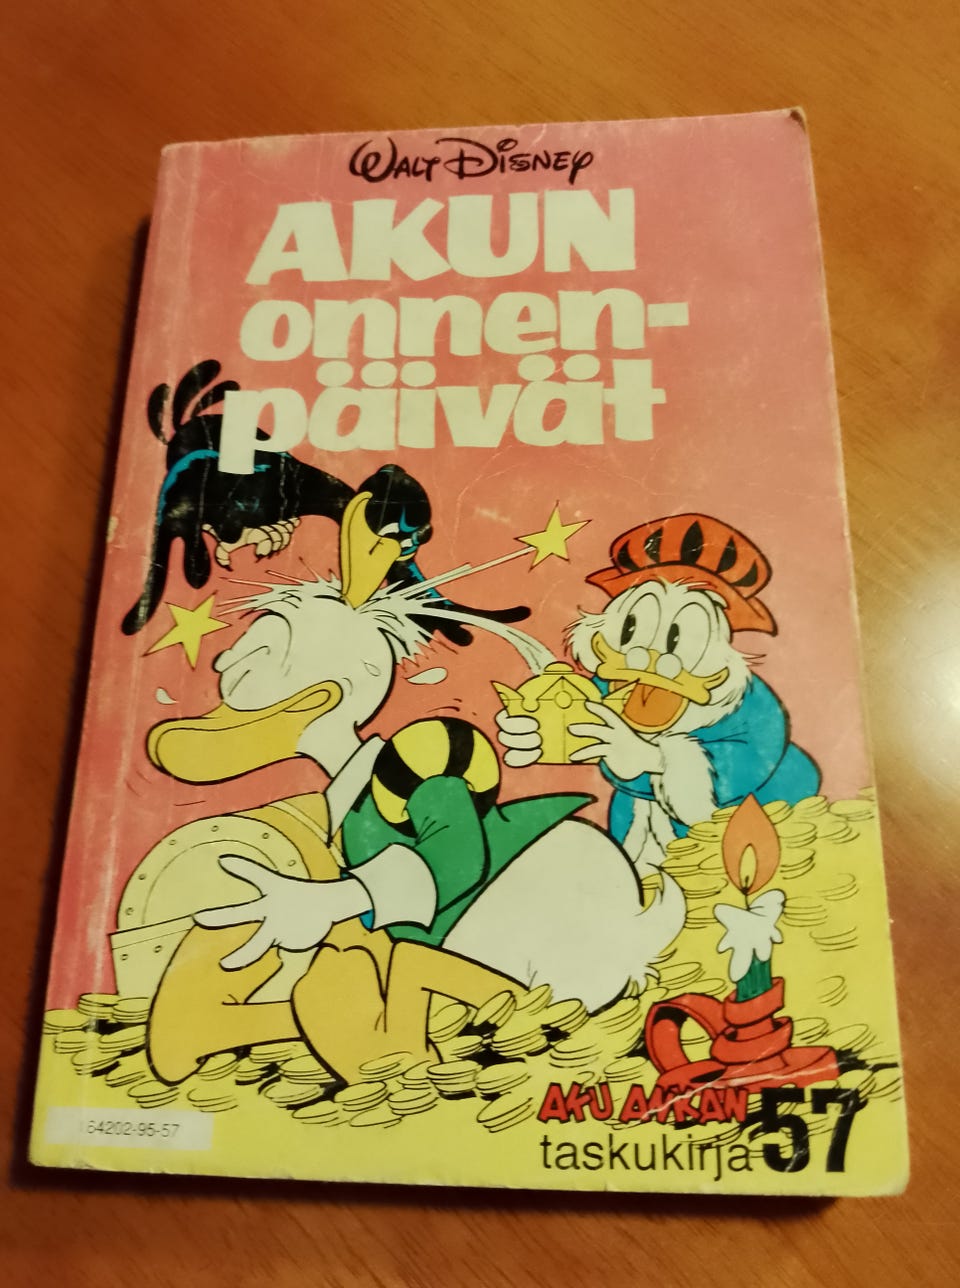 WALT DISNEY
AKUN
onnen-
päivät
AKU ANKAN
taskukirja 57
64202-95-57